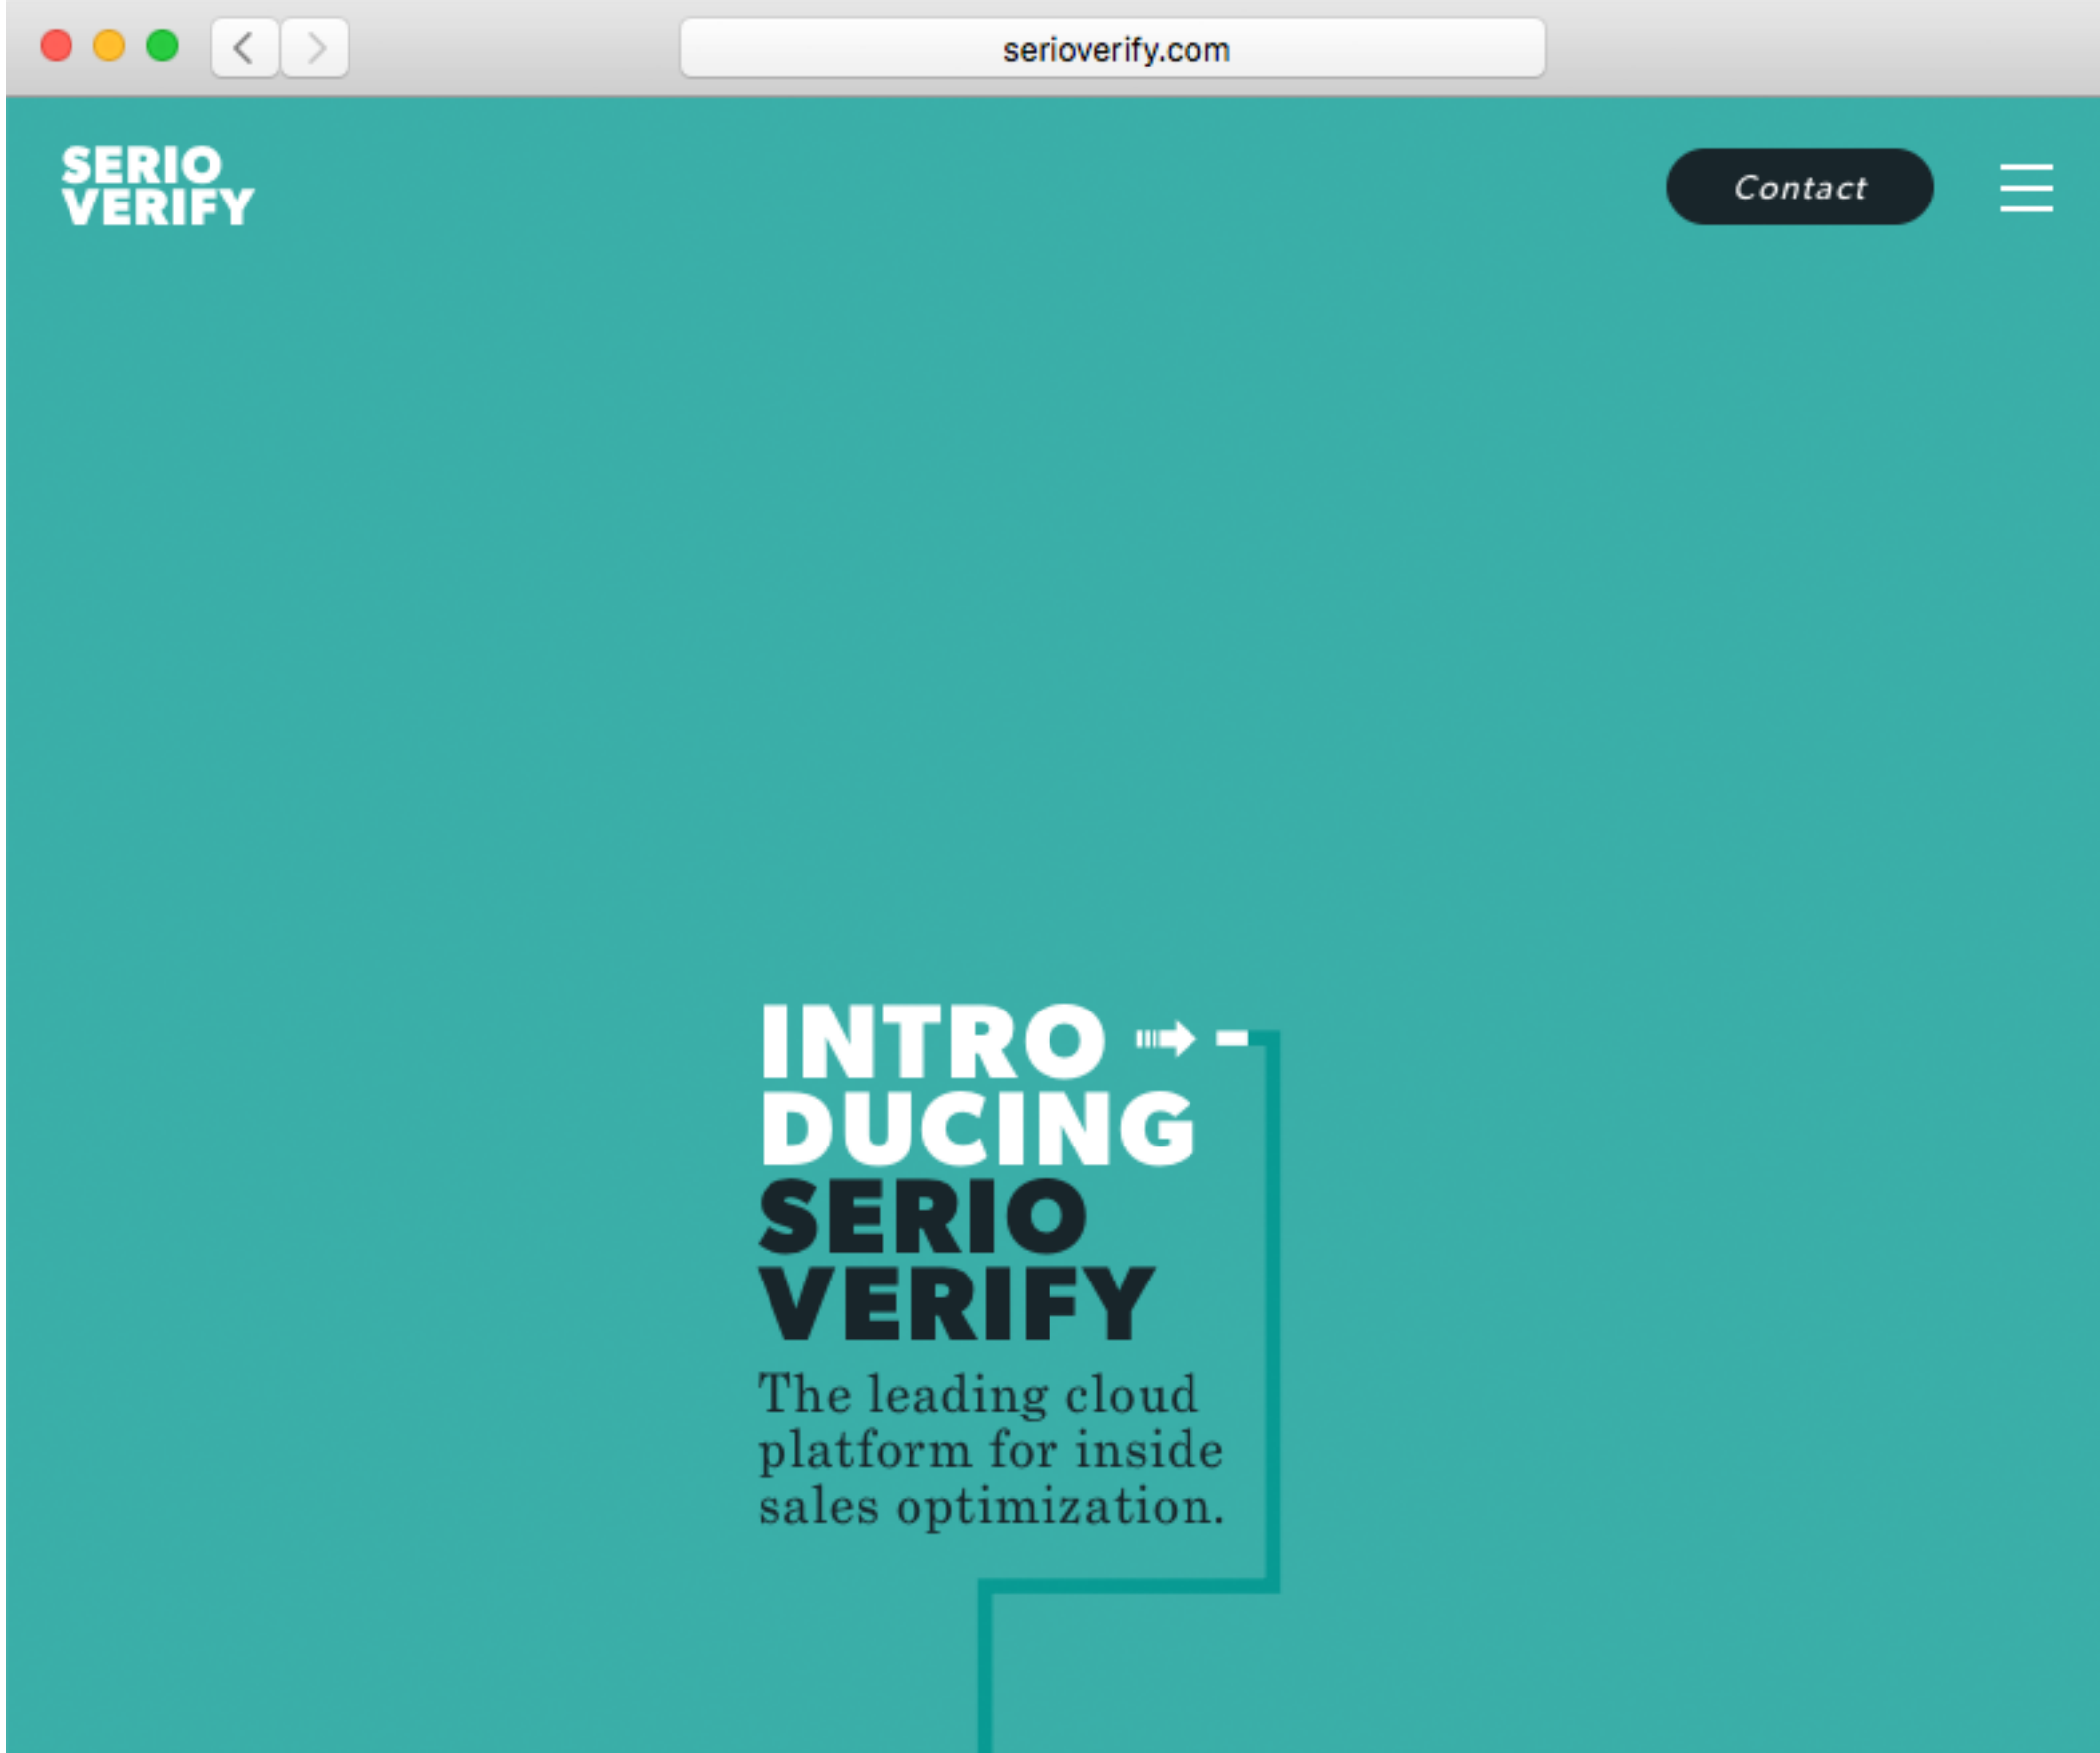 serioverify.com
SERIO
VERIFY
Contact
INTRO
DUCING
SERIO
VERIFY
The leading cloud
platform for inside
sales optimization.